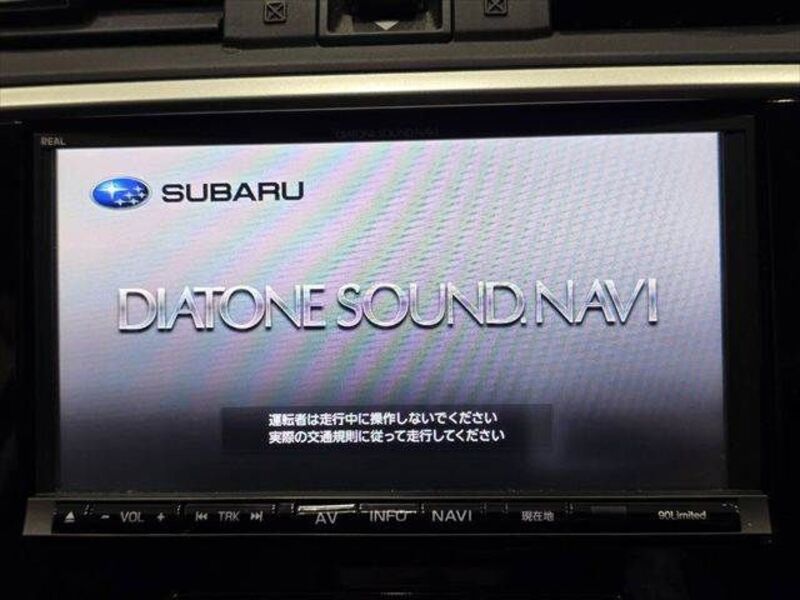 DIATONE SOUND.NAVI
REAL
SUBARU
DIATONE SOUND.NAVI
運転者は走行中に操作しないでください
実際の交通規則に従って走行してください
− VOL + TRK AV INFO NAVI 現在地 90Limited